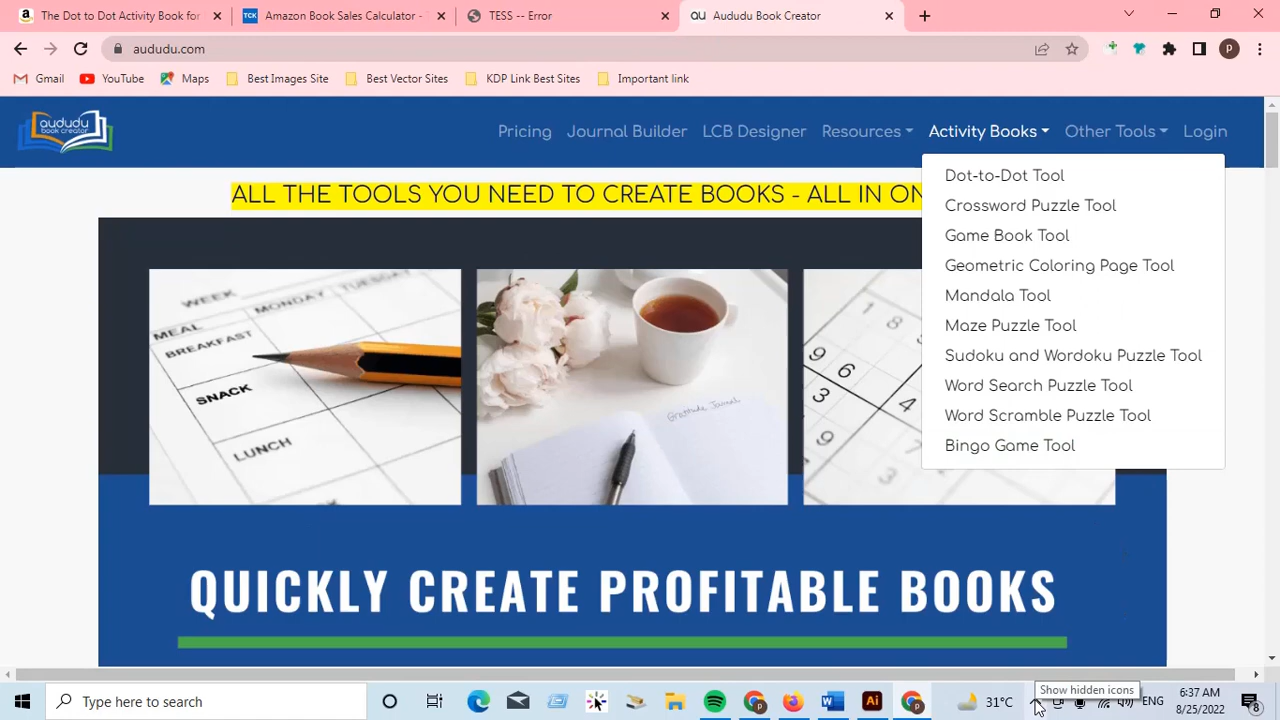 The Dot to Dot Activity Book for
Amazon Book Sales Calculator -
TESS -- Error
Aududu Book Creator
aududu.com
Gmail
YouTube
Maps
Best Images Site
Best Vector Sites
KDP Link Best Sites
Important link
aududu
book creator
Pricing
Journal Builder
LCB Designer
Resources
Activity Books
Other Tools
Login
ALL THE TOOLS YOU NEED TO CREATE BOOKS - ALL IN ON
Dot-to-Dot Tool
Crossword Puzzle Tool
Game Book Tool
Geometric Coloring Page Tool
Mandala Tool
Maze Puzzle Tool
Sudoku and Wordoku Puzzle Tool
Word Search Puzzle Tool
Word Scramble Puzzle Tool
Bingo Game Tool
WEEK
MONDAY
MEAL
BREAKFAST
SNACK
LUNCH
Gratitude Journal
QUICKLY CREATE PROFITABLE BOOKS
Show hidden icons
Type here to search
31°C
ENG
6:37 AM
8/25/2022
8